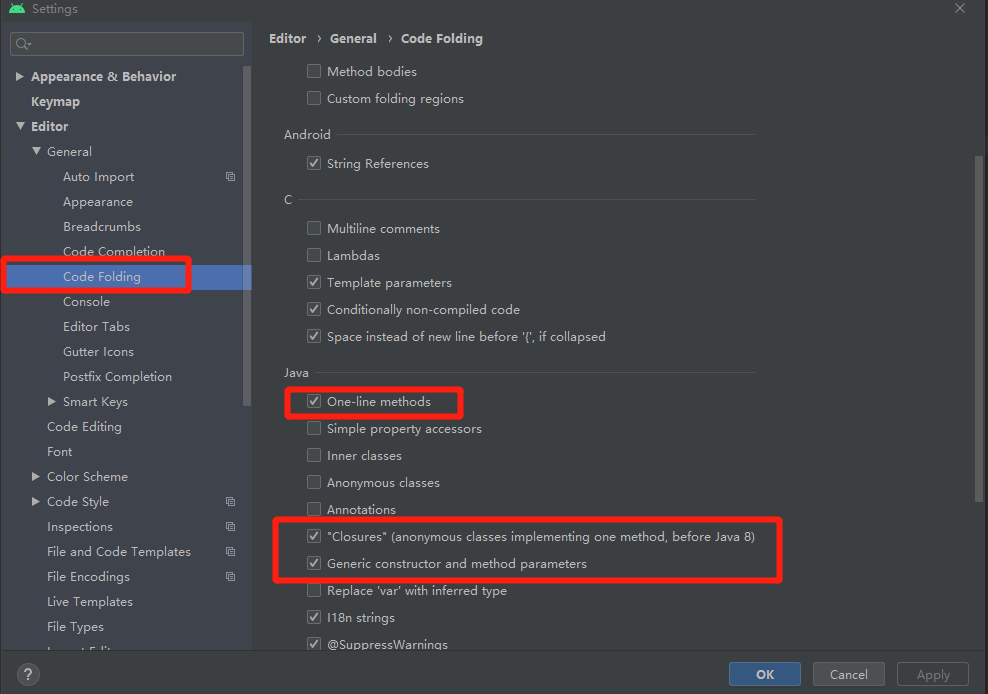 Settings
Editor › General › Code Folding
Appearance & Behavior
Keymap
Editor
General
Auto Import
Appearance
Breadcrumbs
Code Completion
Code Folding
Console
Editor Tabs
Gutter Icons
Postfix Completion
Smart Keys
Code Editing
Font
Color Scheme
Code Style
Inspections
File and Code Templates
File Encodings
Live Templates
File Types
Method bodies
Custom folding regions
Android
String References
C
Multiline comments
Lambdas
Template parameters
Conditionally non-compiled code
Space instead of new line before '{', if collapsed
Java
One-line methods
Simple property accessors
Inner classes
Anonymous classes
Annotations
"Closures" (anonymous classes implementing one method, before Java 8)
Generic constructor and method parameters
Replace 'var' with inferred type
I18n strings
@SuppressWarnings
?
OK
Cancel
Apply